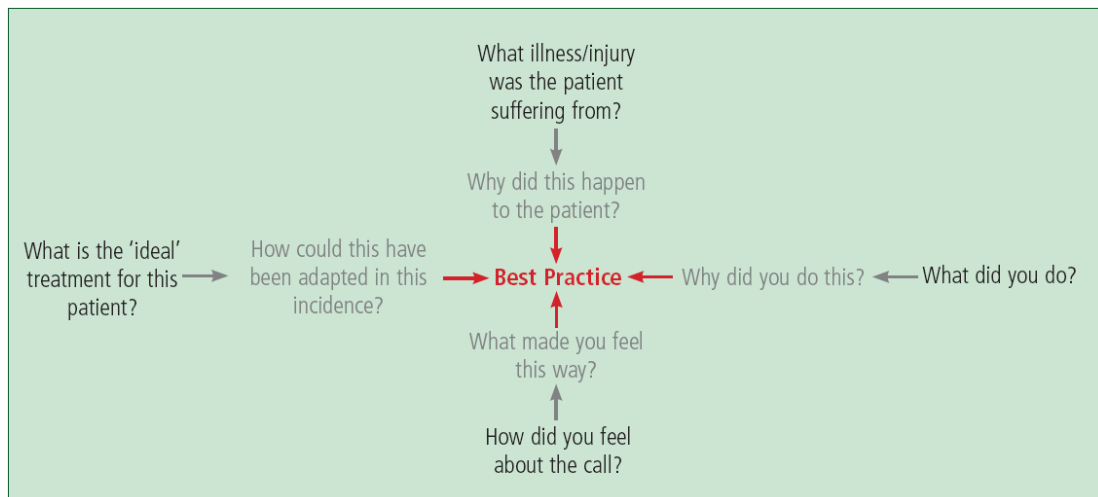 What illness/injury
was the patient
suffering from?
Why did this happen
to the patient?
What is the ‘ideal’
treatment for this
patient?
How could this have
been adapted in this
incidence?
Best Practice
Why did you do this?
What did you do?
What made you feel
this way?
How did you feel
about the call?